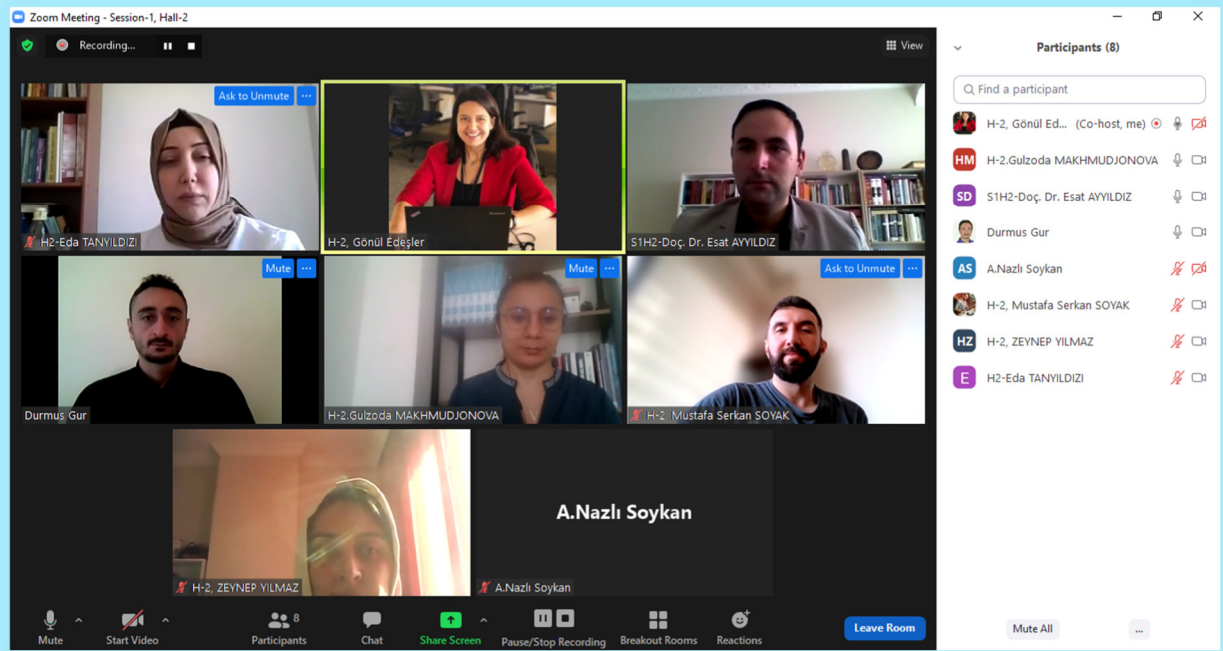 Zoom Meeting - Session-1, Hall-2
Recording...
View
Ask to Unmute
H2-Eda TANYILDIZI
H-2, Gönül Edeşler
S1H2-Doç. Dr. Esat AYYILDIZ
Mute
Durmuş Gur
Mute
H-2.Gulzoda MAKHMUDJONOVA
Ask to Unmute
H-2, Mustafa Serkan SOYAK
H-2, ZEYNEP YILMAZ
A.Nazlı Soykan
A.Nazlı Soykan
Mute
Start Video
8
Participants
Chat
Share Screen
Pause/Stop Recording
Breakout Rooms
Reactions
Leave Room
Participants (8)
Find a participant
H-2, Gönül Ed... (Co-host, me)
HM H-2.Gulzoda MAKHMUDJONOVA
SD S1H2-Doç. Dr. Esat AYYILDIZ
Durmus Gur
AS A.Nazlı Soykan
H-2, Mustafa Serkan SOYAK
HZ H-2, ZEYNEP YILMAZ
E H2-Eda TANYILDIZI
Mute All
...